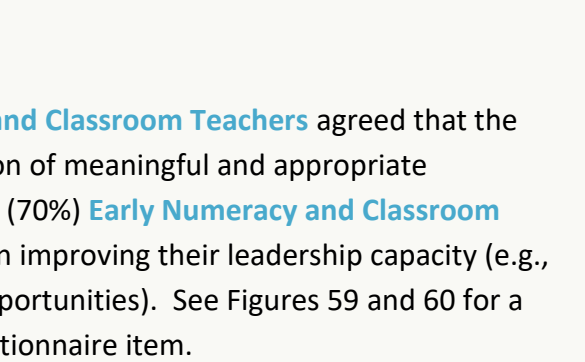 and Classroom Teachers agreed that the
on of meaningful and appropriate
(70%) Early Numeracy and Classroom
n improving their leadership capacity (e.g.,
portunities). See Figures 59 and 60 for a
tionnaire item.